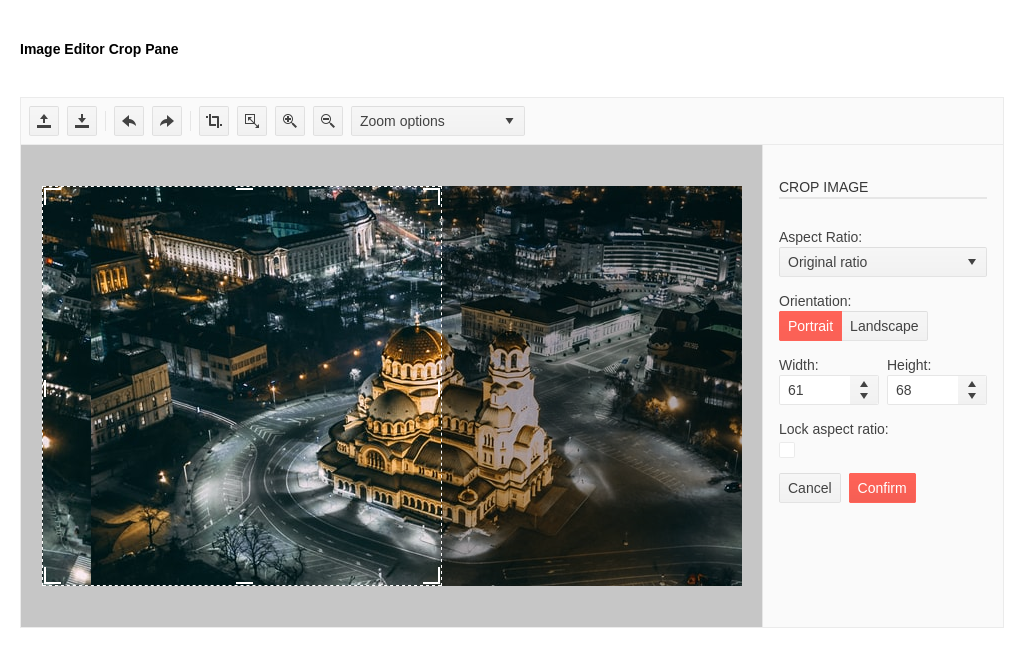 Image Editor Crop Pane
Zoom options
CROP IMAGE
Aspect Ratio:
Original ratio
Orientation:
Portrait Landscape
Width: Height:
61 68
Lock aspect ratio:
Cancel Confirm